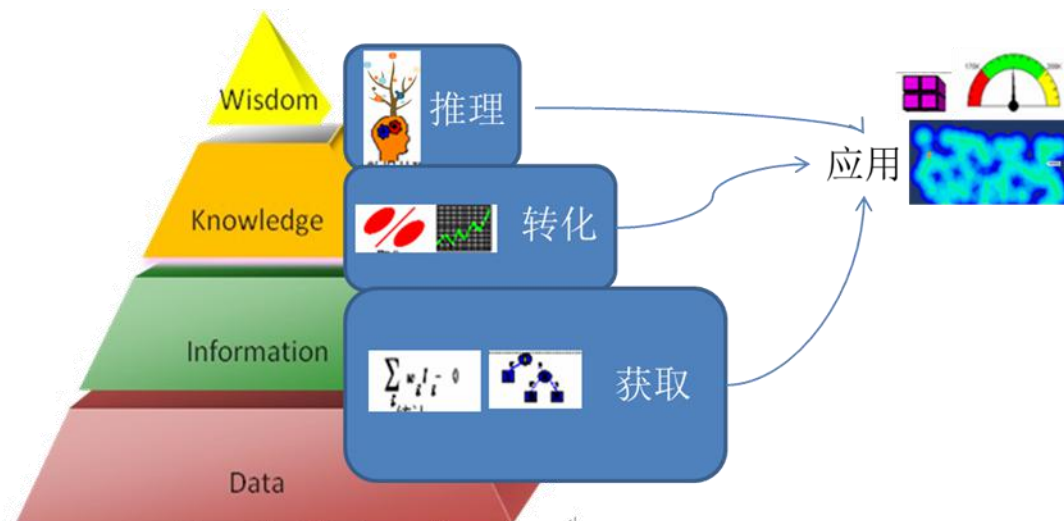 Wisdom
推理
Knowledge
转化
应用
Information
获取
Data